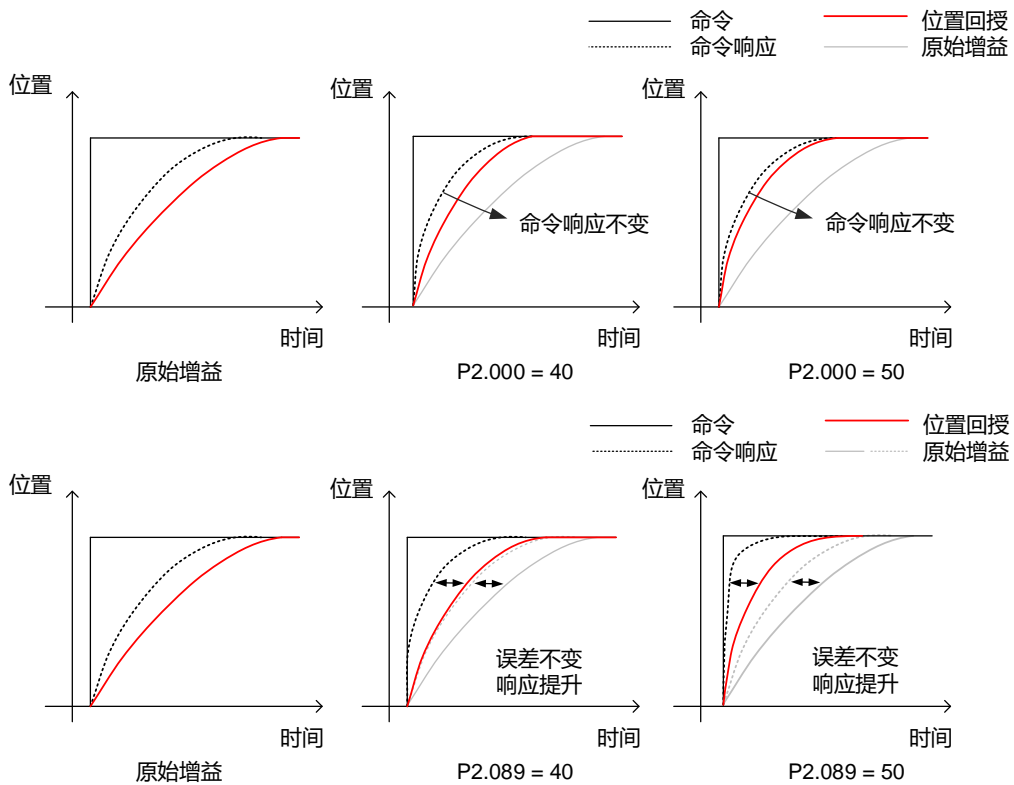 命令 位置回授
命令响应 原始增益
位置 位置 位置
命令响应不变 命令响应不变
时间 时间 时间
原始增益 P2.000 = 40 P2.000 = 50
命令 位置回授
命令响应 原始增益
位置 位置 位置
误差不变 误差不变
响应提升 响应提升
时间 时间 时间
原始增益 P2.089 = 40 P2.089 = 50